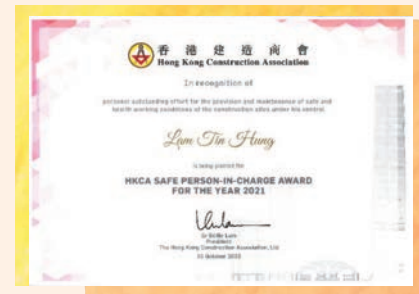 香港建造商會
Hong Kong Construction Association
In recognition of
personal outstanding effort for the provision and maintenance of safe and
health working conditions of the construction sites under his control.
Lam Tin Hung
is being granted the
HKCA SAFE PERSON-IN-CHARGE AWARD
FOR THE YEAR 2021
President
The Hong Kong Construction Association, Ltd
October